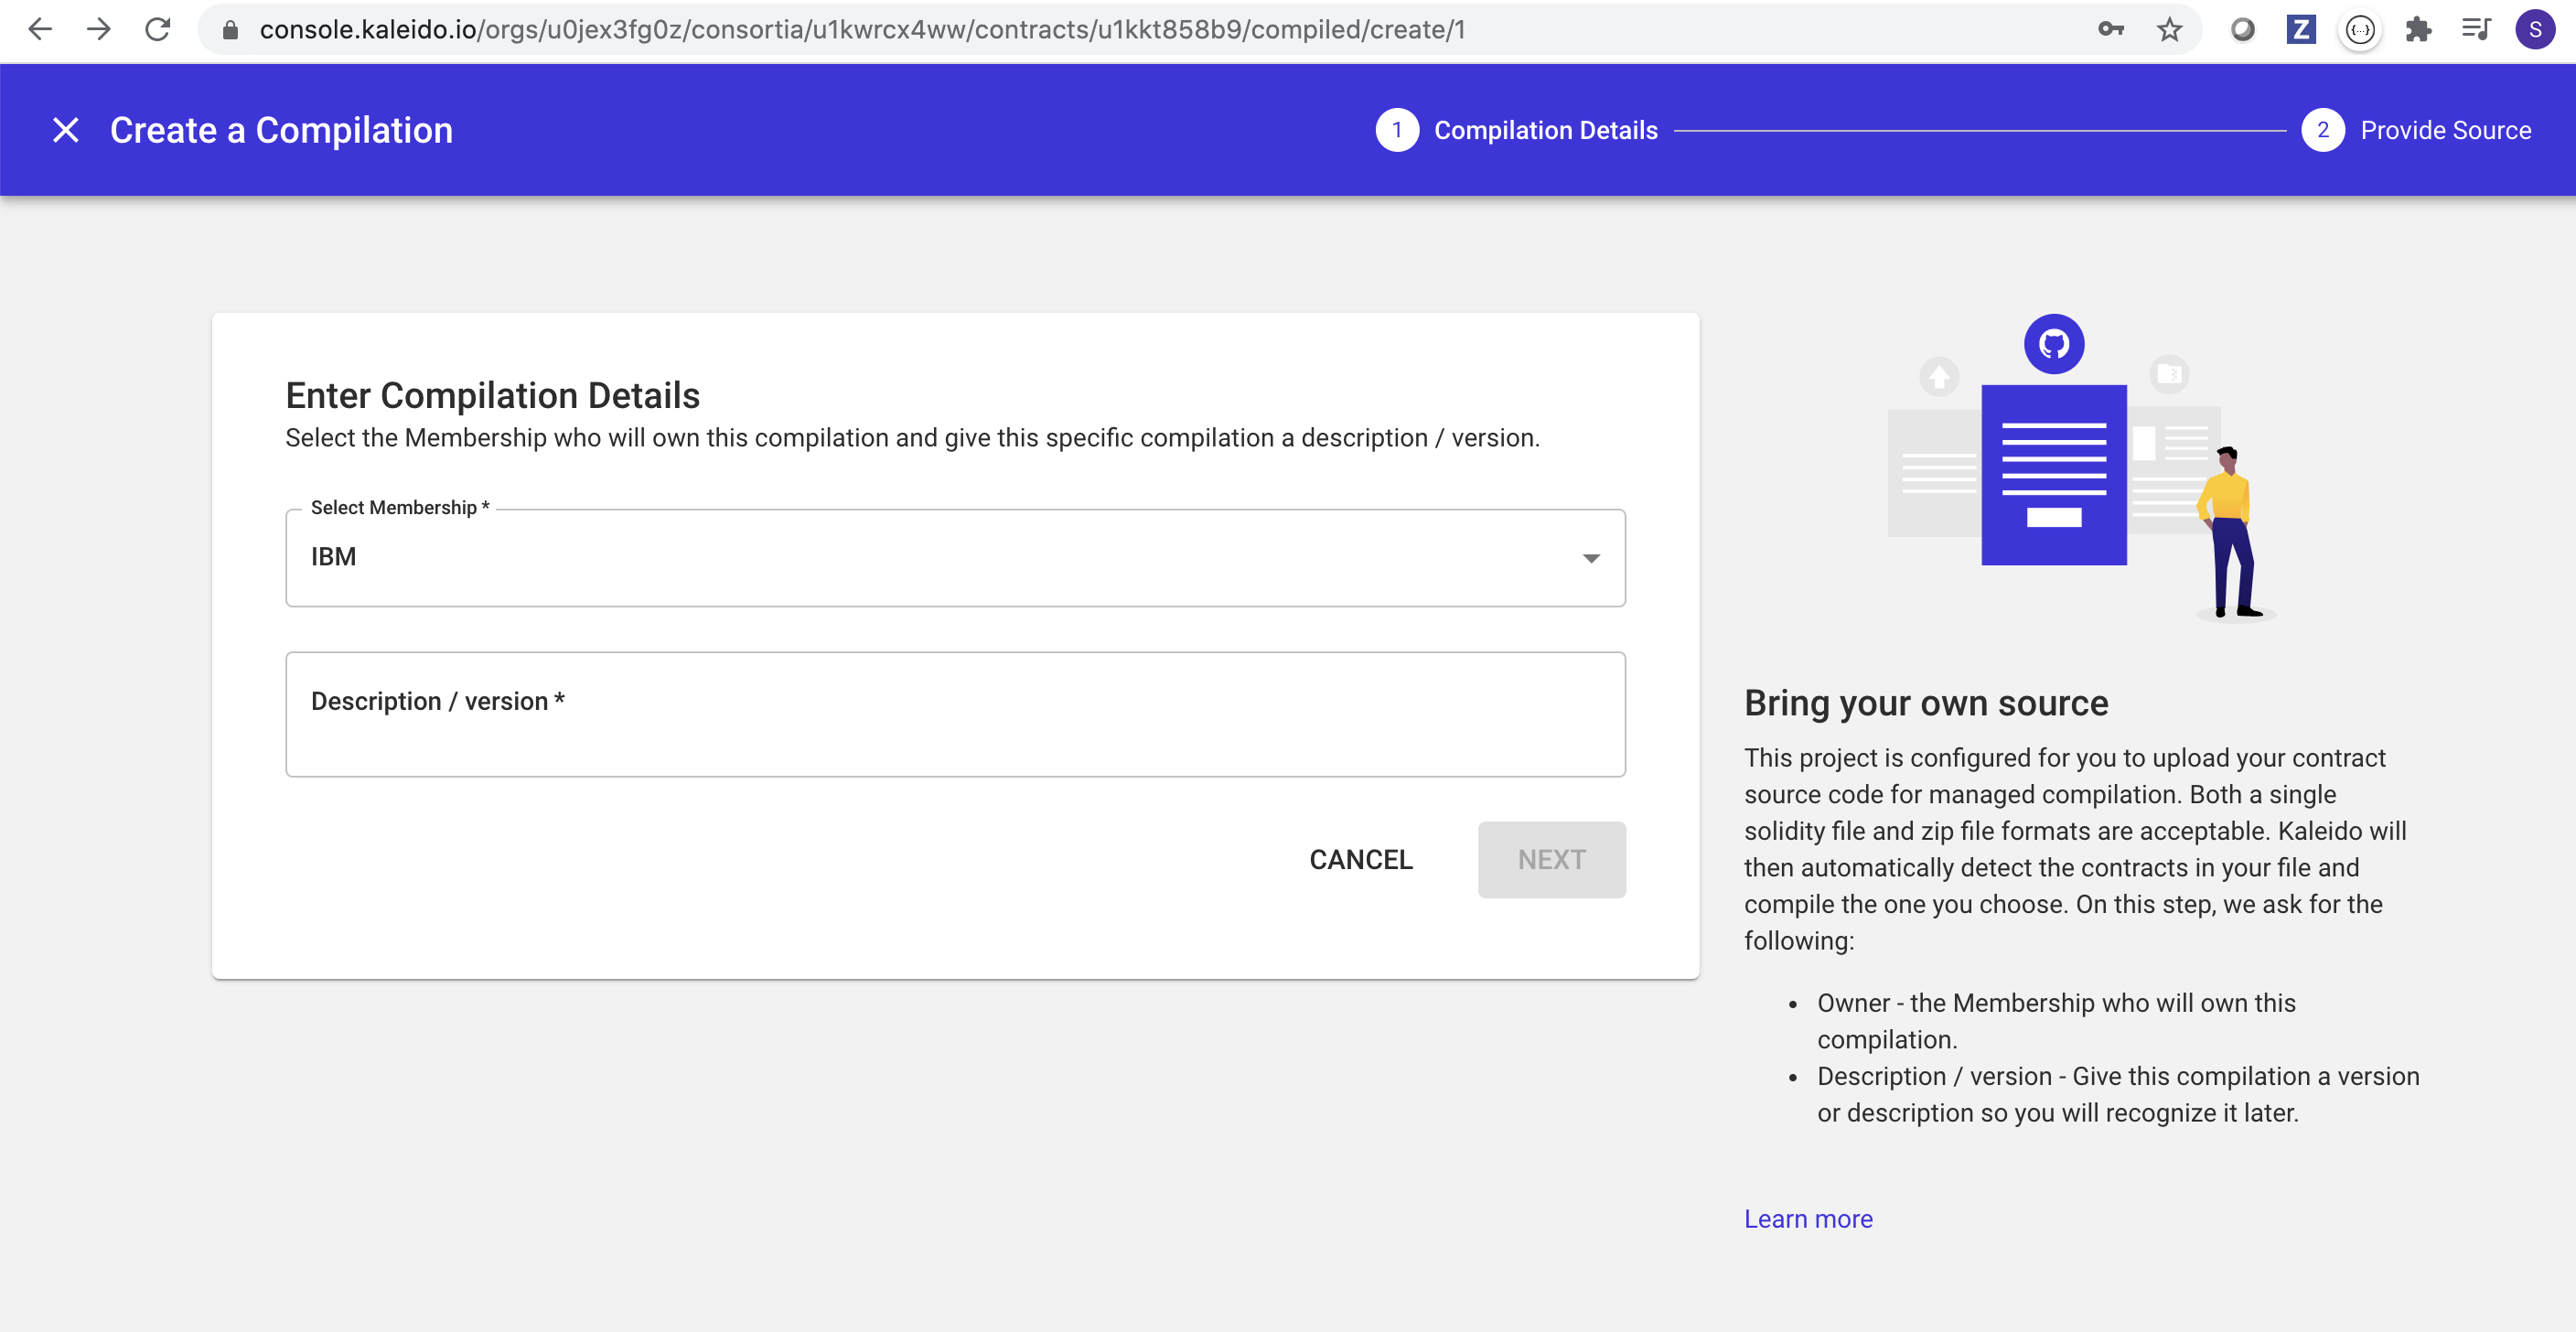 console.kaleido.io/orgs/u0jex3fg0z/consortia/u1kwrcx4ww/contracts/u1kkt858b9/compiled/create/1
Z
{...}
S
Create a Compilation
1 Compilation Details
2 Provide Source
Enter Compilation Details
Select the Membership who will own this compilation and give this specific compilation a description / version.
Select Membership *
IBM
Description / version *
CANCEL
NEXT
Bring your own source
This project is configured for you to upload your contract
source code for managed compilation. Both a single
solidity file and zip file formats are acceptable. Kaleido will
then automatically detect the contracts in your file and
compile the one you choose. On this step, we ask for the
following:
• Owner - the Membership who will own this
compilation.
• Description / version - Give this compilation a version
or description so you will recognize it later.
Learn more